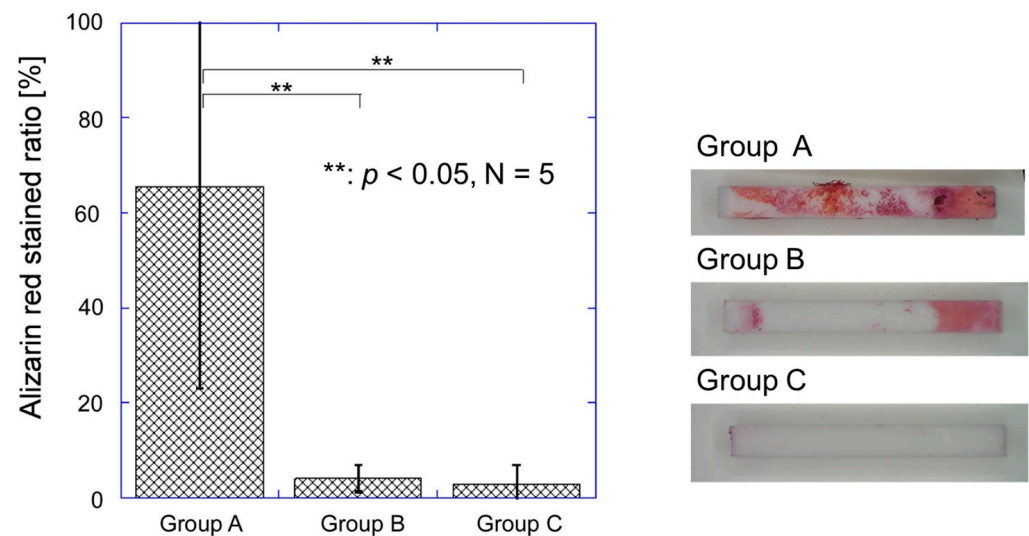 Alizarin red stained ratio [%]
100
80
60
40
20
0
**
**
**: p < 0.05, N = 5
Group A
Group B
Group C
Group A
Group B
Group C